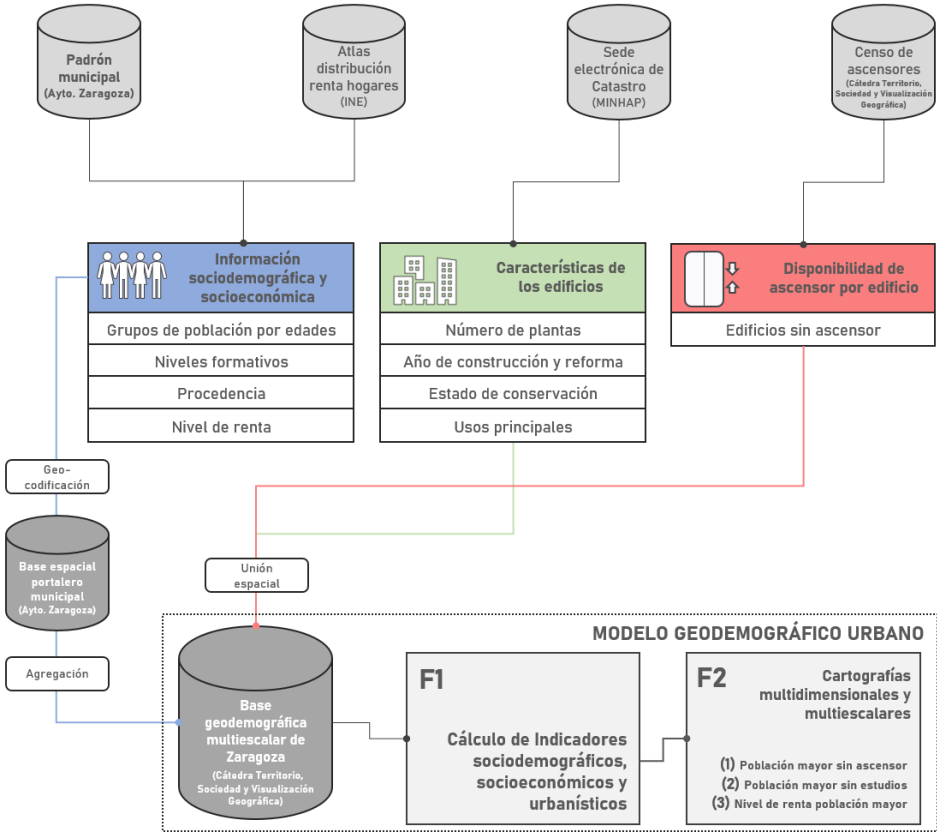 Padrón
municipal
(Ayto. Zaragoza)
Atlas
distribución
renta hogares
(INE)
Sede
electrónica de
Catastro
(MINHAP)
Censo de
ascensores
(Cátedra Territorio,
Sociedad y Visualización
Geográfica)
Información
sociodemográfica y
socioeconómica
Grupos de población por edades
Niveles formativos
Procedencia
Nivel de renta
Características de
los edificios
Número de plantas
Año de construcción y reforma
Estado de conservación
Usos principales
Disponibilidad de
ascensor por edificio
Edificios sin ascensor
Geo-
codificación
Base espacial
portalero
municipal
(Ayto. Zaragoza)
Agregación
Unión
espacial
MODELO GEODEMOGRÁFICO URBANO
Base
geodemográfica
multiescalar de
Zaragoza
(Cátedra Territorio,
Sociedad y Visualización
Geográfica)
F1
Cálculo de Indicadores
sociodemográficos,
socioeconómicos y
urbanísticos
F2
Cartografías
multidimensionales y
multiescalares
(1) Población mayor sin ascensor
(2) Población mayor sin estudios
(3) Nivel de renta población mayor